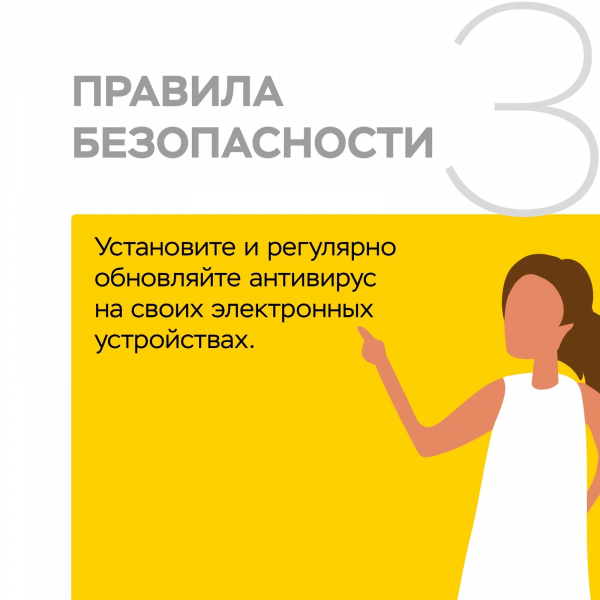 ПРАВИЛА
БЕЗОПАСНОСТИ
3
Установите и регулярно
обновляйте антивирус
на своих электронных
устройствах.